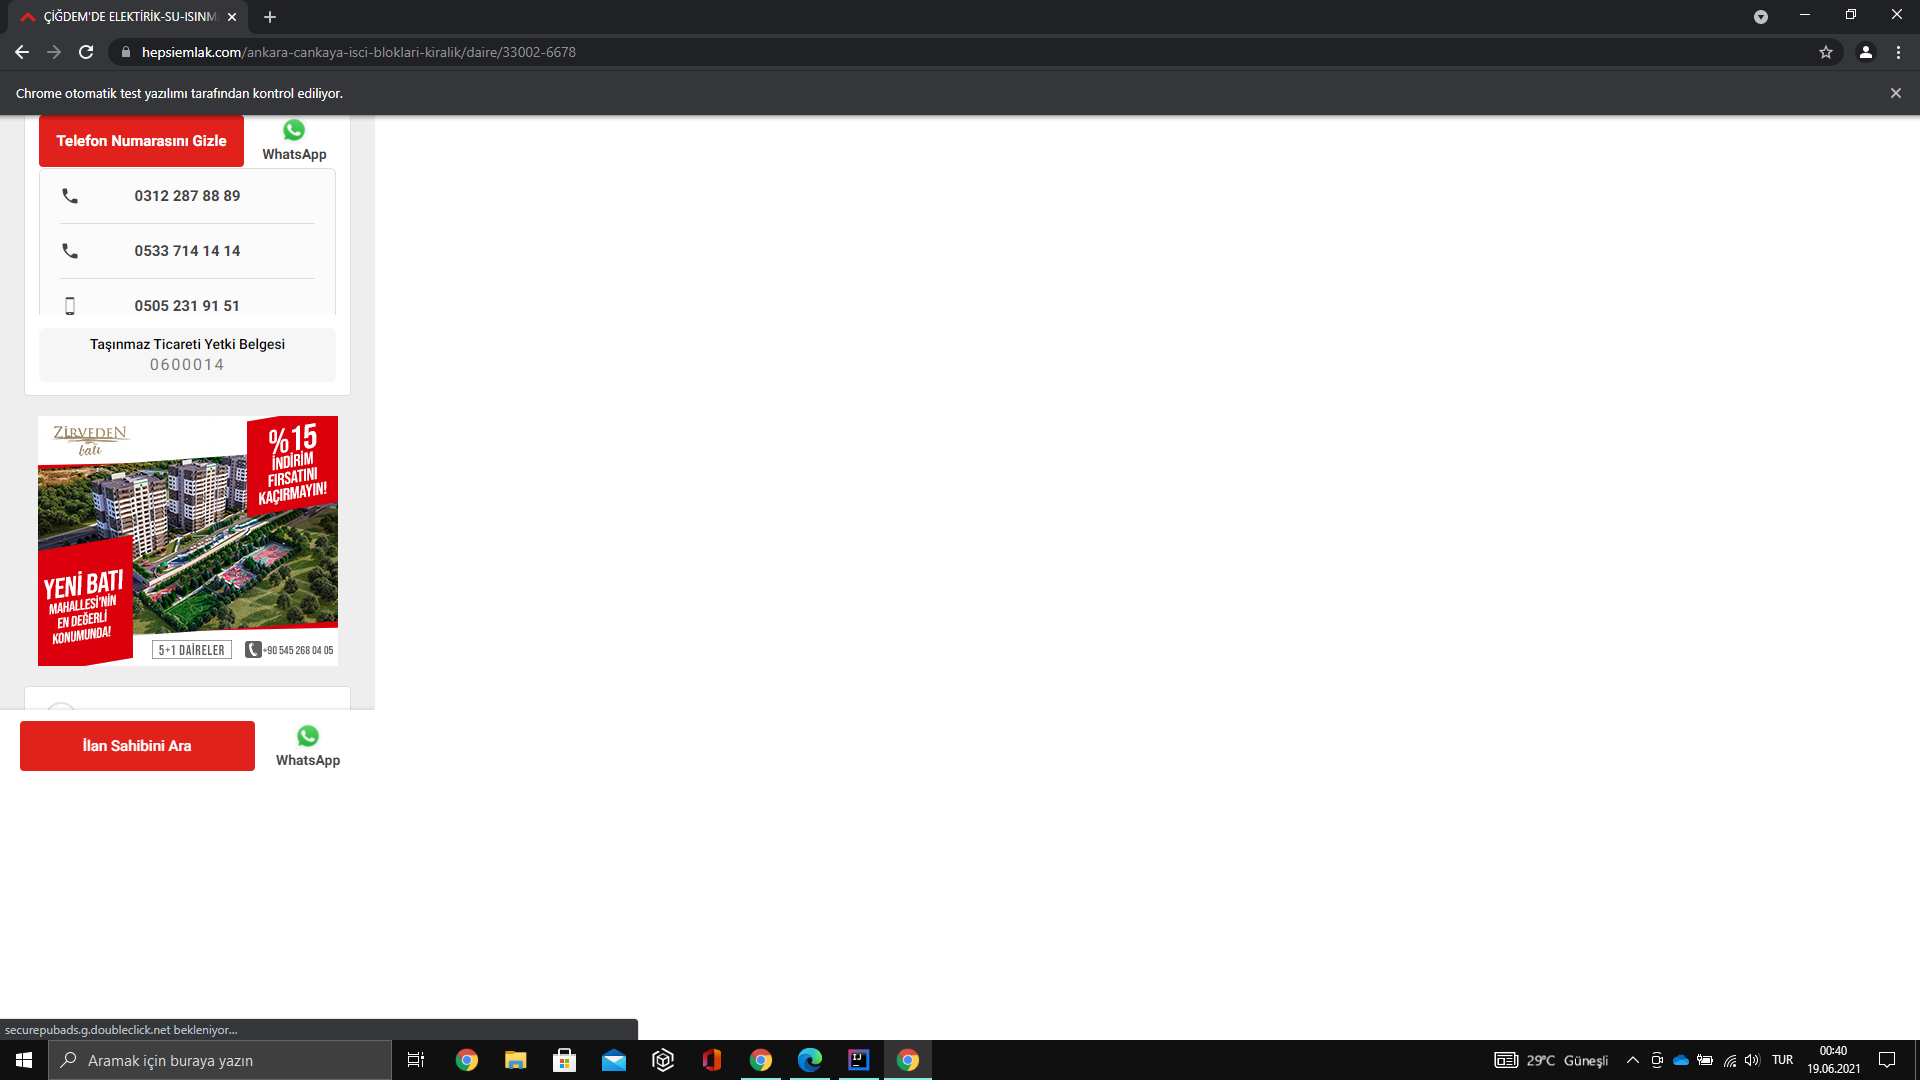 ÇİĞDEM'DE ELEKTİRİK-SU-ISINM
hepsiemlak.com/ankara-cankaya-isci-bloklari-kiralik/daire/33002-6678
Chrome otomatik test yazılımı tarafından kontrol ediliyor.
Telefon Numarasını Gizle
WhatsApp
0312 287 88 89
0533 714 14 14
0505 231 91 51
Taşınmaz Ticareti Yetki Belgesi
0600014
ZİRVEDEN
batı
%15
İNDİRİM
FIRSATINI
KAÇIRMAYIN!
YENİ BATI
MAHALLESİ'NİN
EN DEĞERLİ
KONUMUNDA!
5+1 DAİRELER
+90 545 268 04 05
İlan Sahibini Ara
WhatsApp
securepubads.g.doubleclick.net bekleniyor...
Aramak için buraya yazın
29°C Güneşli
TUR
00:40
19.06.2021